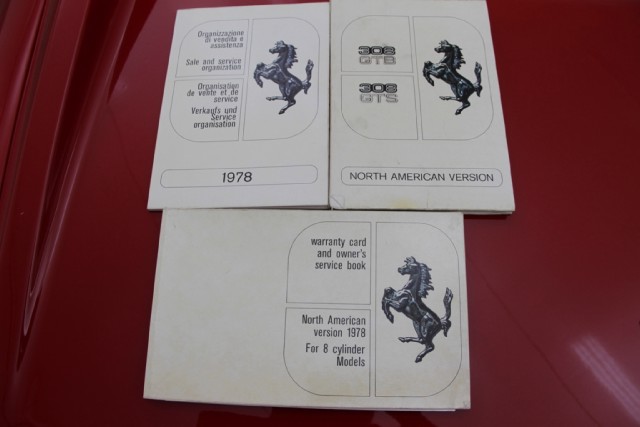 Organizzazione
di vendita e
assistenza
Sale and service
organization
Organisation
de vente et de
service
Verkaufs und
Service
organisation
1978
308
GTB
308
GTS
NORTH AMERICAN VERSION
warranty card
and owner's
service book
North American
version 1978
For 8 cylinder
Models